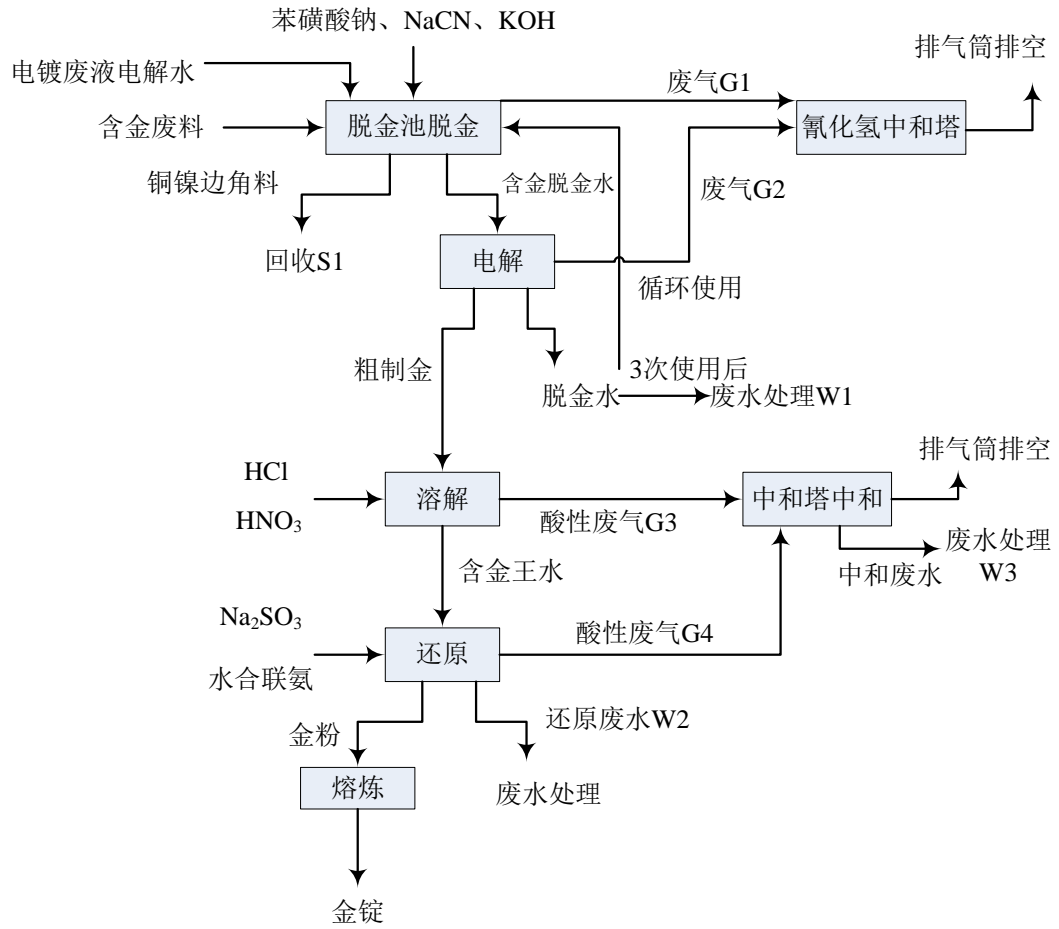 苯磺酸钠、NaCN、KOH
排气筒排空
电镀废液电解水
废气G1
含金废料
脱金池脱金
氰化氢中和塔
铜镍边角料
含金脱金水
废气G2
回收S1
电解
循环使用
粗制金
3次使用后
脱金水
废水处理W1
排气筒排空
HCl
溶解
中和塔中和
HNO₃
酸性废气G3
废水处理
W3
中和废水
含金王水
Na₂SO₃
酸性废气G4
还原
水合联氨
还原废水W2
金粉
熔炼
废水处理
金锭